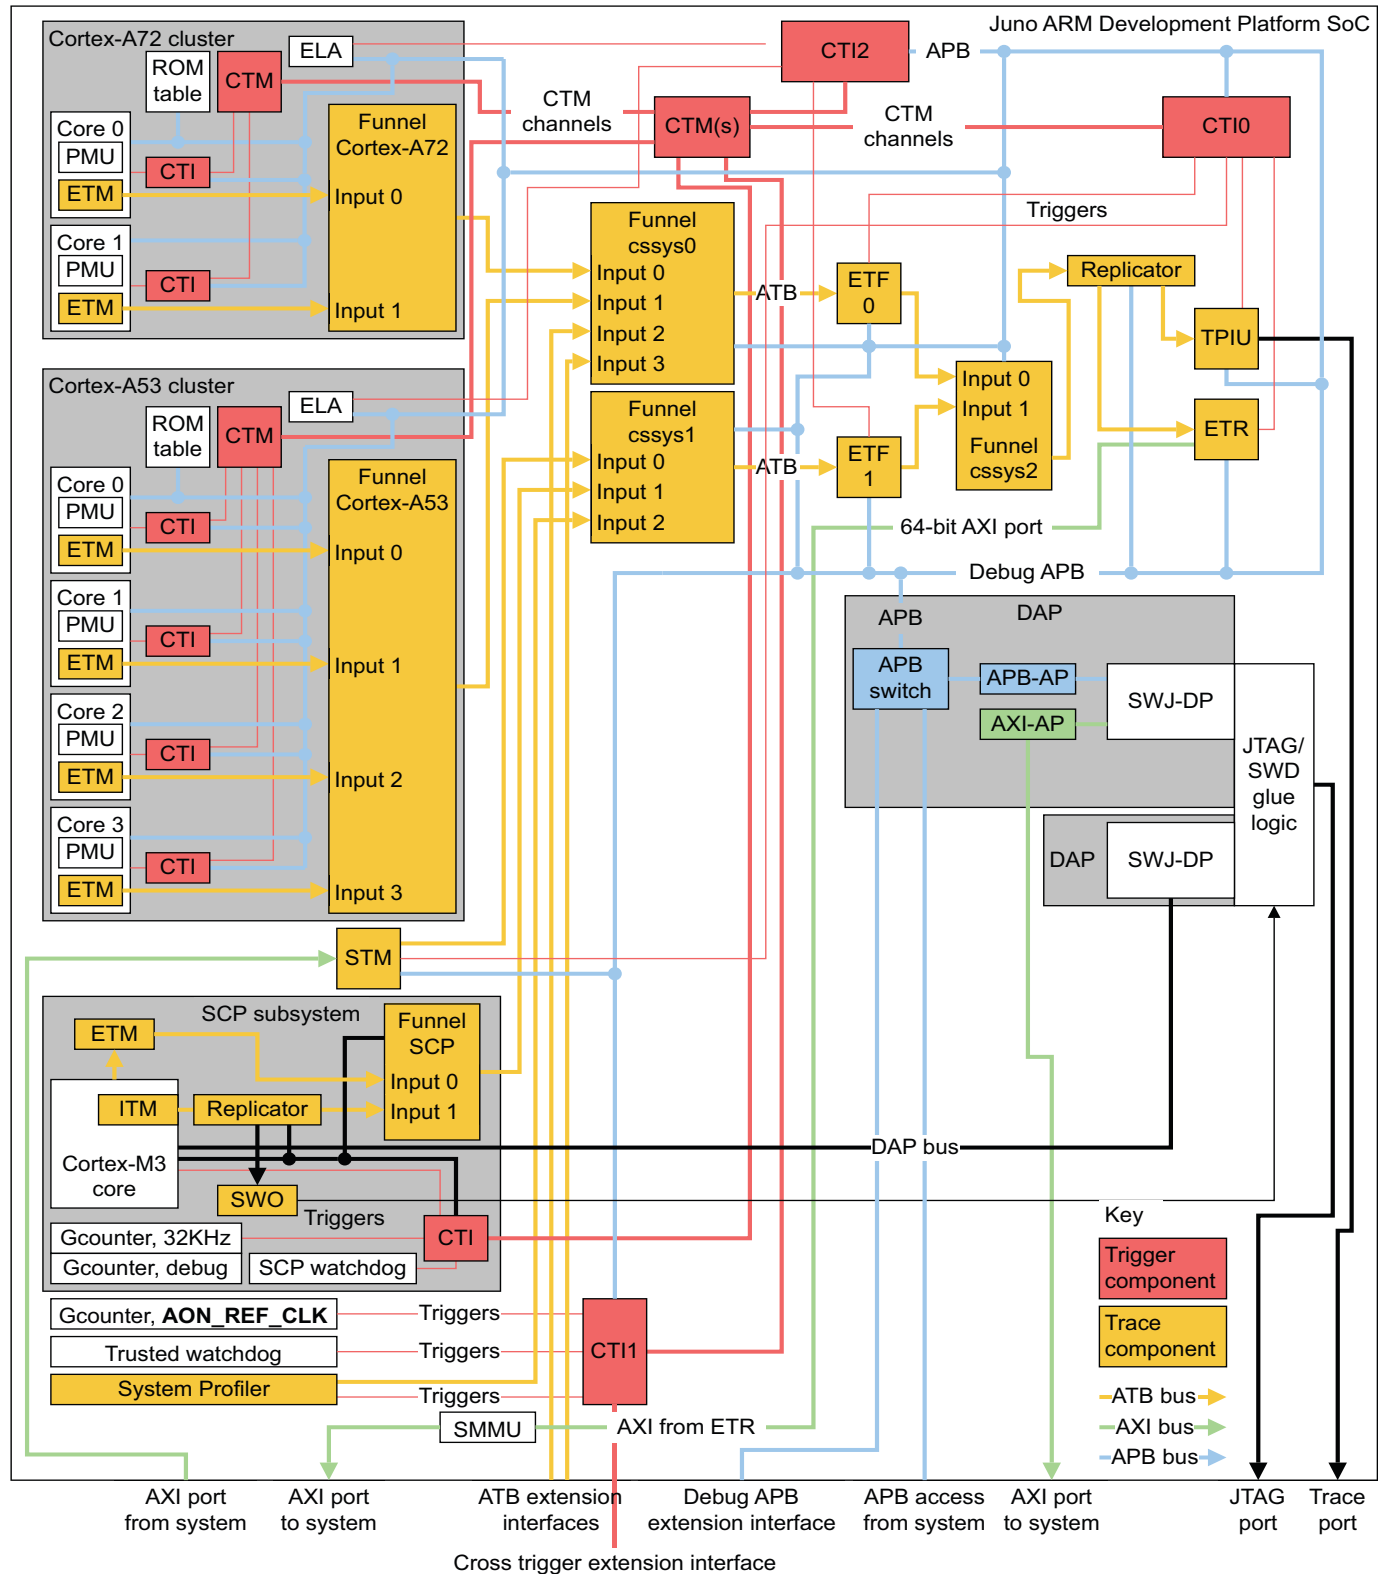 Juno ARM Development Platform SoC
Cortex-A72 cluster
ROM
table
CTM
ELA
Core 0
PMU
ETM
CTI
Core 1
PMU
ETM
CTI
Funnel
Cortex-A72
Input 0
Input 1
CTI2
APB
CTM
channels
CTM(s)
CTM
channels
CTI0
Triggers
Funnel
cssys0
Input 0
Input 1
Input 2
Input 3
ATB
ETF
0
Replicator
TPIU
Input 0
Input 1
Funnel
cssys2
ETR
Funnel
cssys1
Input 0
Input 1
Input 2
ATB
ETF
1
64-bit AXI port
Debug APB
Cortex-A53 cluster
ROM
table
CTM
ELA
Core 0
PMU
ETM
CTI
Core 1
PMU
ETM
CTI
Core 2
PMU
ETM
CTI
Core 3
PMU
ETM
CTI
Funnel
Cortex-A53
Input 0
Input 1
Input 2
Input 3
APB
DAP
APB
switch
APB-AP
AXI-AP
SWJ-DP
JTAG/
SWD
glue
logic
DAP
SWJ-DP
STM
SCP subsystem
ETM
Funnel
SCP
Input 0
Input 1
ITM
Replicator
Cortex-M3
core
SWO
Triggers
DAP bus
Gcounter, 32KHz
Gcounter, debug
SCP watchdog
CTI
Gcounter, AON_REF_CLK
Triggers
Trusted watchdog
Triggers
System Profiler
Triggers
CTI1
SMMU
AXI from ETR
Key
Trigger
component
Trace
component
ATB bus
AXI bus
APB bus
AXI port
from system
AXI port
to system
ATB extension
interfaces
Debug APB
extension interface
APB access
from system
AXI port
to system
JTAG
port
Trace
port
Cross trigger extension interface